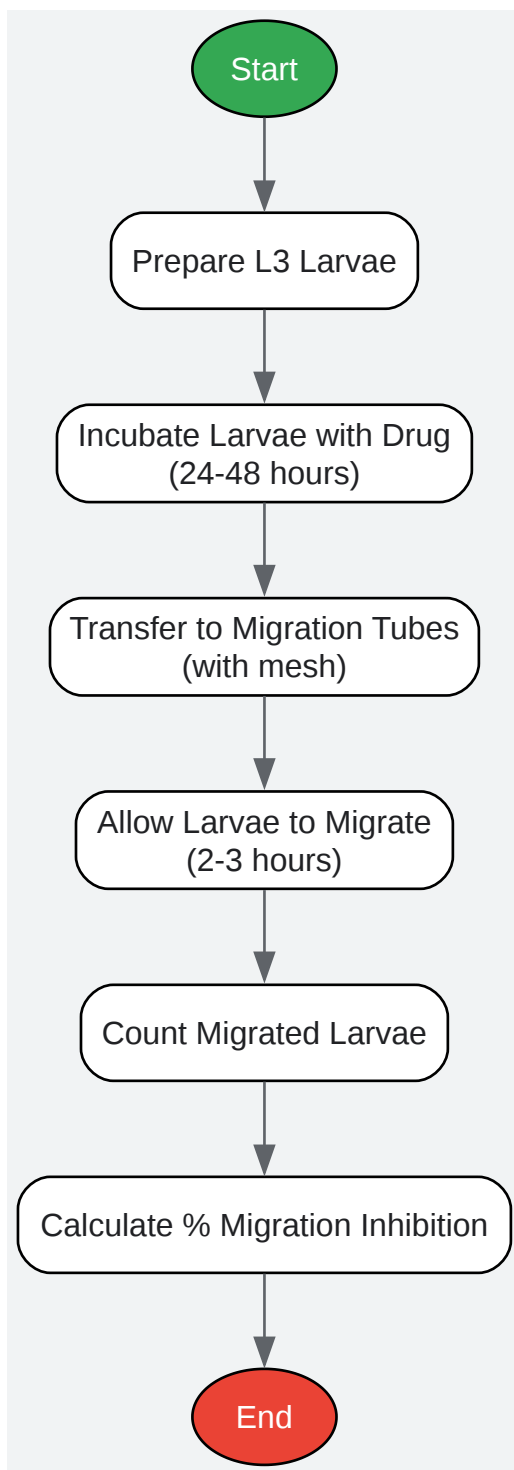 Start
Prepare L3 Larvae
Incubate Larvae with Drug
(24-48 hours)
Transfer to Migration Tubes
(with mesh)
Allow Larvae to Migrate
(2-3 hours)
Count Migrated Larvae
Calculate % Migration Inhibition
End